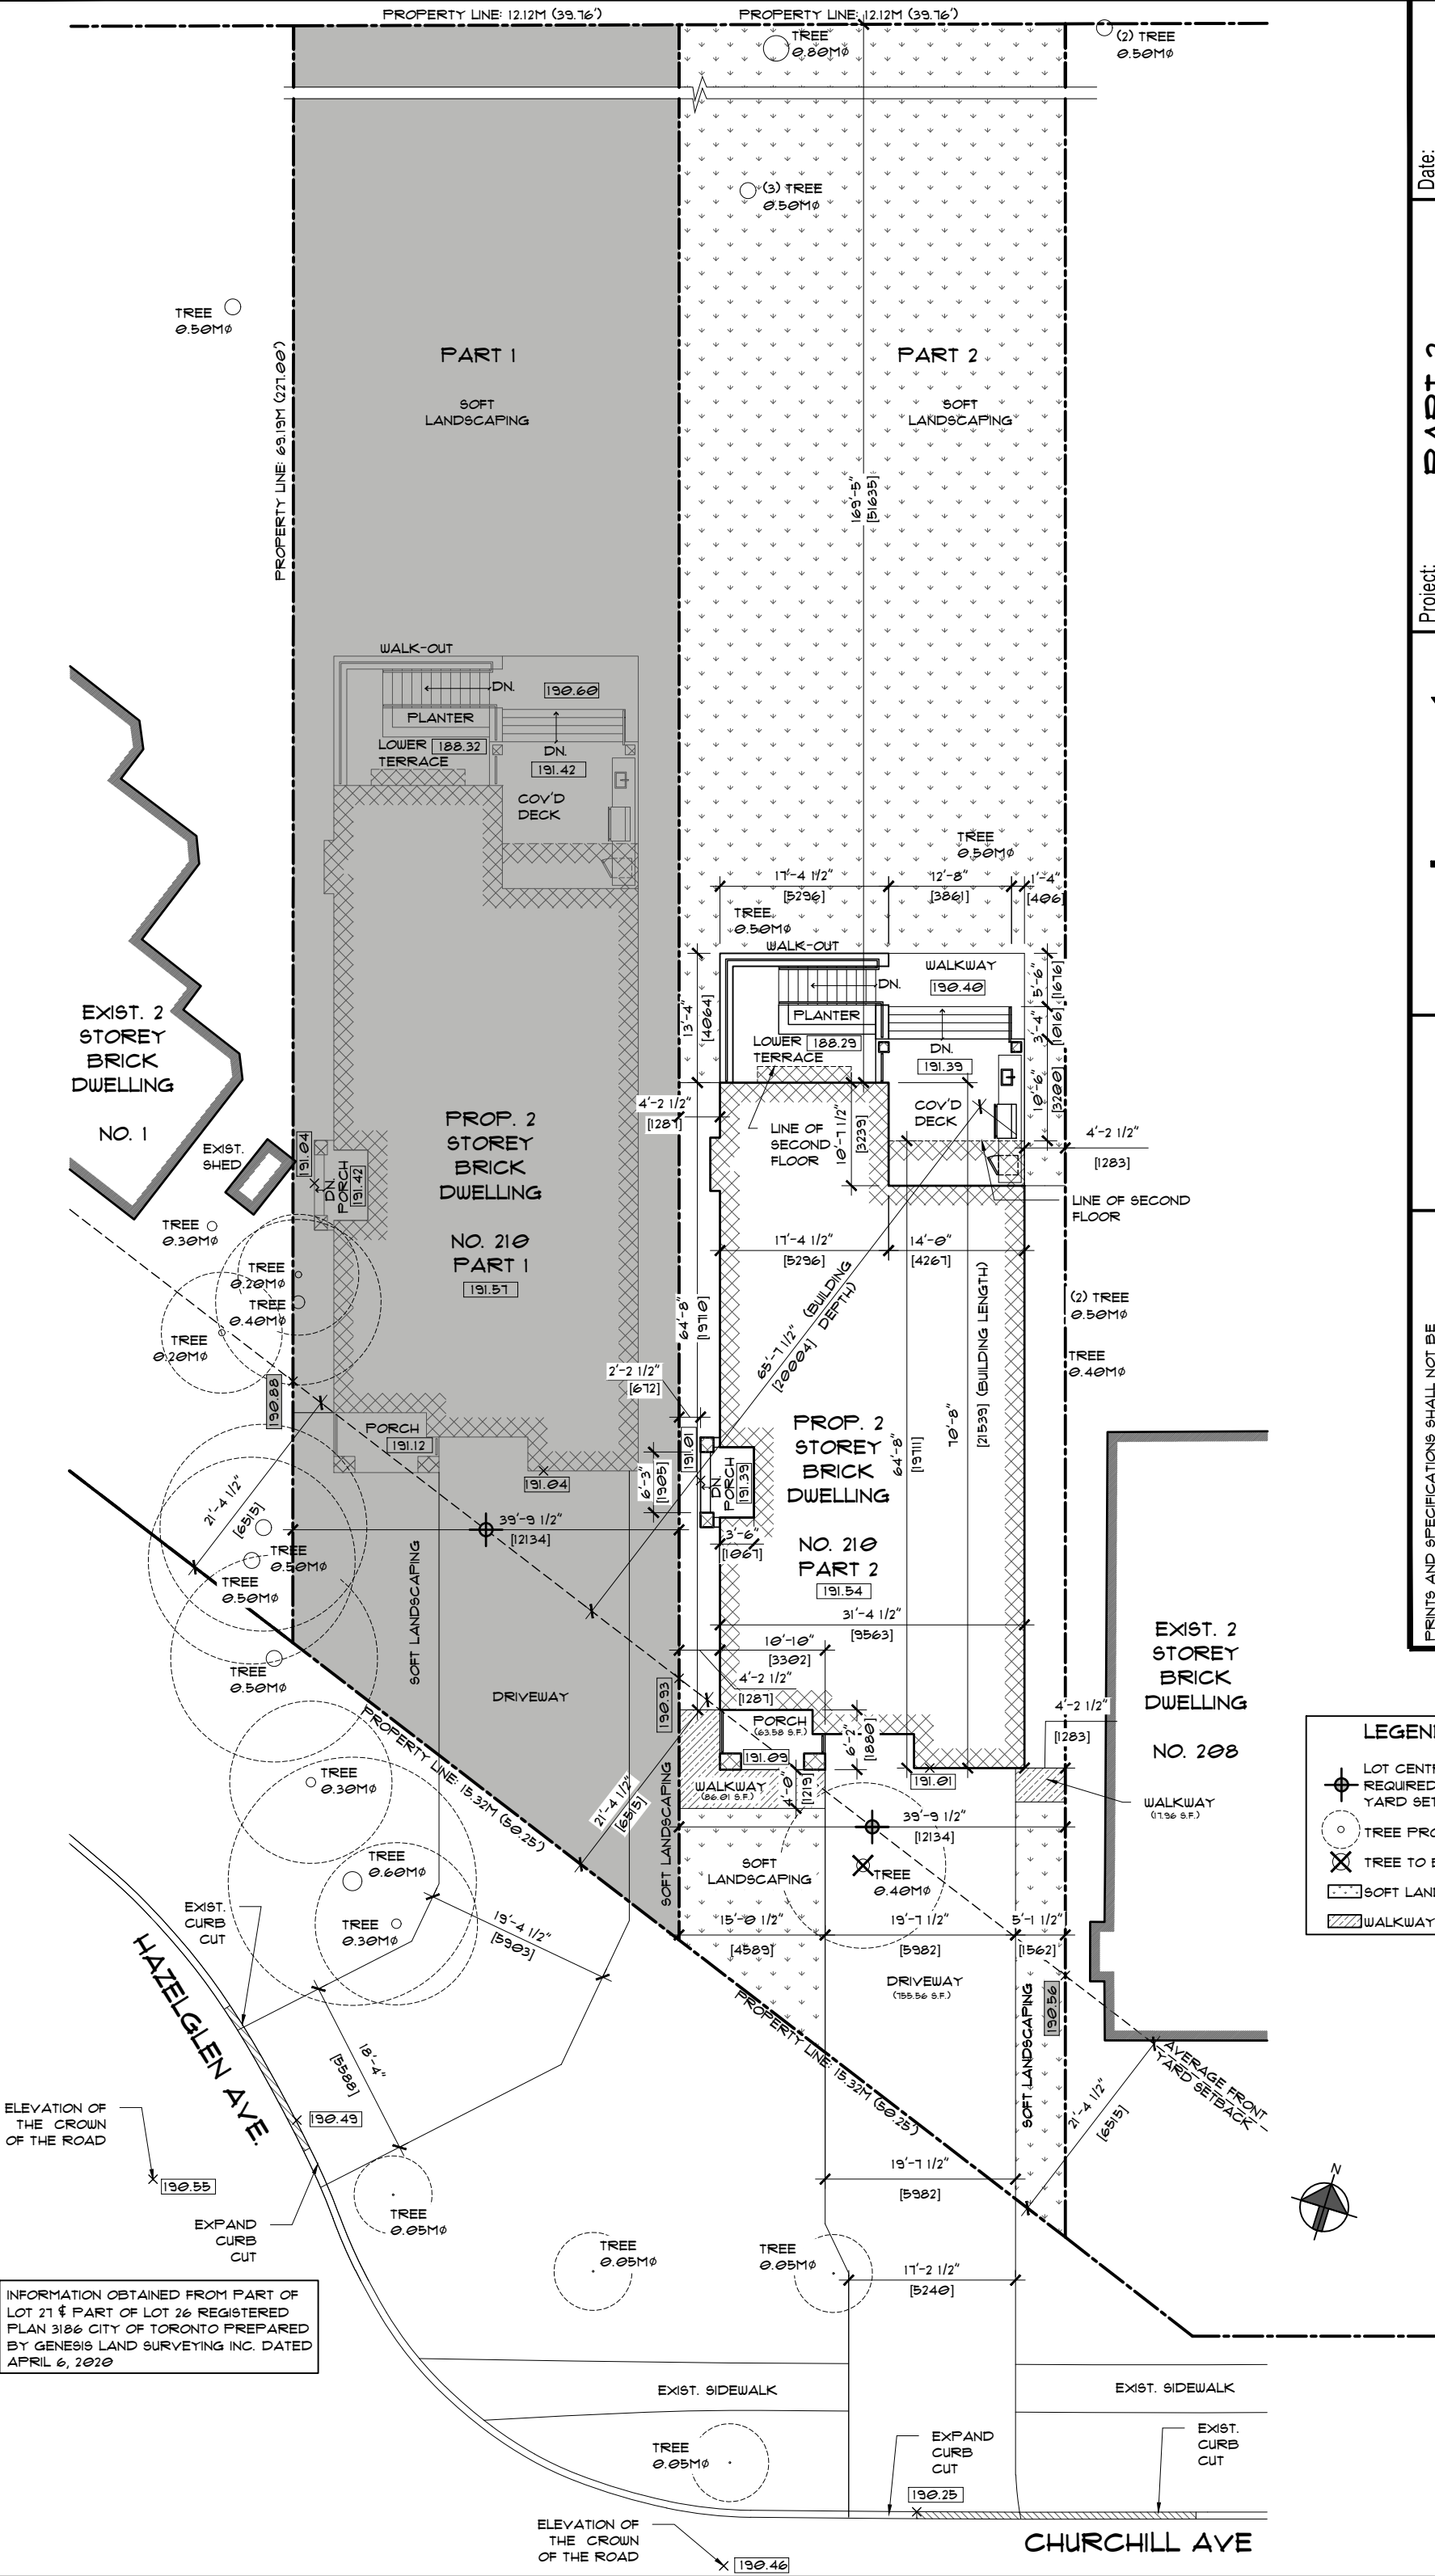 PROPERTY LINE: 12.12M (39.76')
PROPERTY LINE: 12.12M (39.76')
TREE
0.80MØ
(2) TREE
0.50MØ
Date:
(3) TREE
0.50MØ
TREE
0.50MØ
PROPERTY LINE: 69.19M (227.00')
PART 1
SOFT
LANDSCAPING
PART 2
SOFT
LANDSCAPING
169'-5"
[51635]
PART 2
Project:
WALK-OUT
DN.
190.60
PLANTER
LOWER
TERRACE
188.32
DN.
191.42
COV'D
DECK
TREE
0.50MØ
17'-4 1/2"
[5296]
12'-8"
[3861]
1'-4"
[406]
TREE
0.50MØ
WALK-OUT
WALKWAY
190.40
DN.
PLANTER
5'-6"
[1676]
3'-4"
[1016]
13'-4"
[4064]
LOWER
TERRACE
188.29
DN.
191.39
COV'D
DECK
10'-6"
[3200]
EXIST. 2
STOREY
BRICK
DWELLING
NO. 1
EXIST.
SHED
191.04
DN.
PORCH
191.42
PROP. 2
STOREY
BRICK
DWELLING
NO. 210
PART 1
191.57
4'-2 1/2"
[1287]
LINE OF
SECOND
FLOOR
10'-7 1/2"
[3239]
4'-2 1/2"
[1283]
LINE OF SECOND
FLOOR
TREE
0.30MØ
TREE
0.20MØ
TREE
0.40MØ
TREE
0.20MØ
17'-4 1/2"
[5296]
14'-0"
[4267]
65'-7 1/2" (BUILDING
[20004] DEPTH)
(2) TREE
0.50MØ
TREE
0.40MØ
64'-8"
[19710]
2'-2 1/2"
[672]
190.88
PORCH
191.12
191.04
191.01
6'-3"
[1905]
DN.
PORCH
191.39
PROP. 2
STOREY
BRICK
DWELLING
NO. 210
PART 2
191.54
64'-8"
[19711]
70'-8"
[21539] (BUILDING LENGTH)
PRINTS AND SPECIFICATIONS SHALL NOT BE
21'-4 1/2"
[6515]
39'-9 1/2"
[12134]
3'-6"
[1067]
TREE
0.50MØ
TREE
0.50MØ
TREE
0.50MØ
SOFT LANDSCAPING
DRIVEWAY
31'-4 1/2"
[9563]
10'-10"
[3302]
4'-2 1/2"
[1287]
190.93
EXIST. 2
STOREY
BRICK
DWELLING
NO. 208
PORCH
(63.58 S.F.)
191.09
6'-2"
[1880]
4'-2 1/2"
[1283]
191.01
WALKWAY
(86.01 S.F.)
4'-0"
[1219]
WALKWAY
(17.96 S.F.)
PROPERTY LINE: 15.32M (50.25')
21'-4 1/2"
[6515]
SOFT LANDSCAPING
39'-9 1/2"
[12134]
TREE
0.30MØ
TREE
0.60MØ
TREE
0.30MØ
SOFT
LANDSCAPING
TREE
0.40MØ
LOT CENT
REQUIRED
YARD SET
TREE PRO
TREE TO
SOFT LAN
WALKWAY
EXIST.
CURB
CUT
19'-4 1/2"
[5903]
15'-0 1/2"
[4589]
19'-7 1/2"
[5982]
5'-1 1/2"
[1562]
DRIVEWAY
(755.56 S.F.)
SOFT LANDSCAPING
190.56
HAZELGLEN AVE.
18'-4"
[5588]
PROPERTY LINE: 15.32M (50.25')
AVERAGE FRONT
YARD SETBACK
21'-4 1/2"
[6515]
ELEVATION OF
THE CROWN
OF THE ROAD
190.49
190.55
19'-7 1/2"
[5982]
N
EXPAND
CURB
CUT
TREE
0.05MØ
TREE
0.05MØ
TREE
0.05MØ
17'-2 1/2"
[5240]
INFORMATION OBTAINED FROM PART OF
LOT 27 & PART OF LOT 26 REGISTERED
PLAN 3186 CITY OF TORONTO PREPARED
BY GENESIS LAND SURVEYING INC. DATED
APRIL 6, 2020
EXIST. SIDEWALK
EXIST. SIDEWALK
TREE
0.05MØ
EXPAND
CURB
CUT
EXIST.
CURB
CUT
190.25
ELEVATION OF
THE CROWN
OF THE ROAD
190.46
CHURCHILL AVE